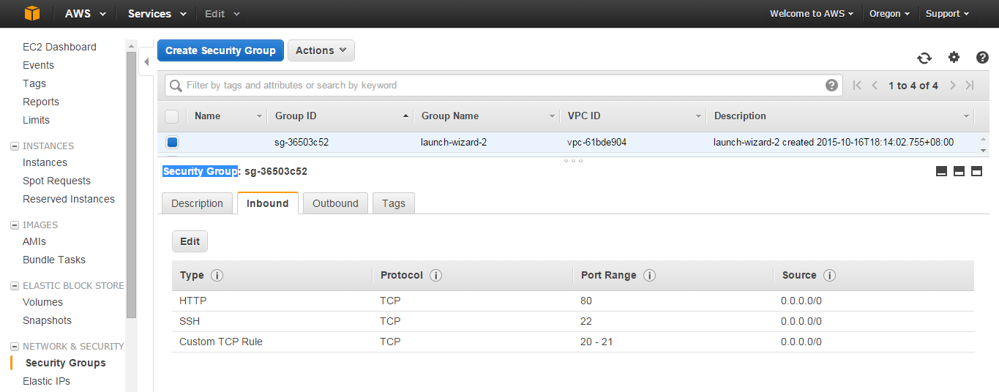 AWS Services Edit Welcome to AWS Oregon Support
EC2 Dashboard
Events
Tags
Reports
Limits
INSTANCES
Instances
Spot Requests
Reserved Instances
IMAGES
AMIs
Bundle Tasks
ELASTIC BLOCK STORE
Volumes
Snapshots
NETWORK & SECURITY
Security Groups
Elastic IPs
Create Security Group Actions
Filter by tags and attributes or search by keyword 1 to 4 of 4
Name Group ID Group Name VPC ID Description
sg-36503c52 launch-wizard-2 vpc-61bde904 launch-wizard-2 created 2015-10-16T18:14:02.755+08:00
Security Group: sg-36503c52
Description Inbound Outbound Tags
Edit
Type Protocol Port Range Source
HTTP TCP 80 0.0.0.0/0
SSH TCP 22 0.0.0.0/0
Custom TCP Rule TCP 20 - 21 0.0.0.0/0